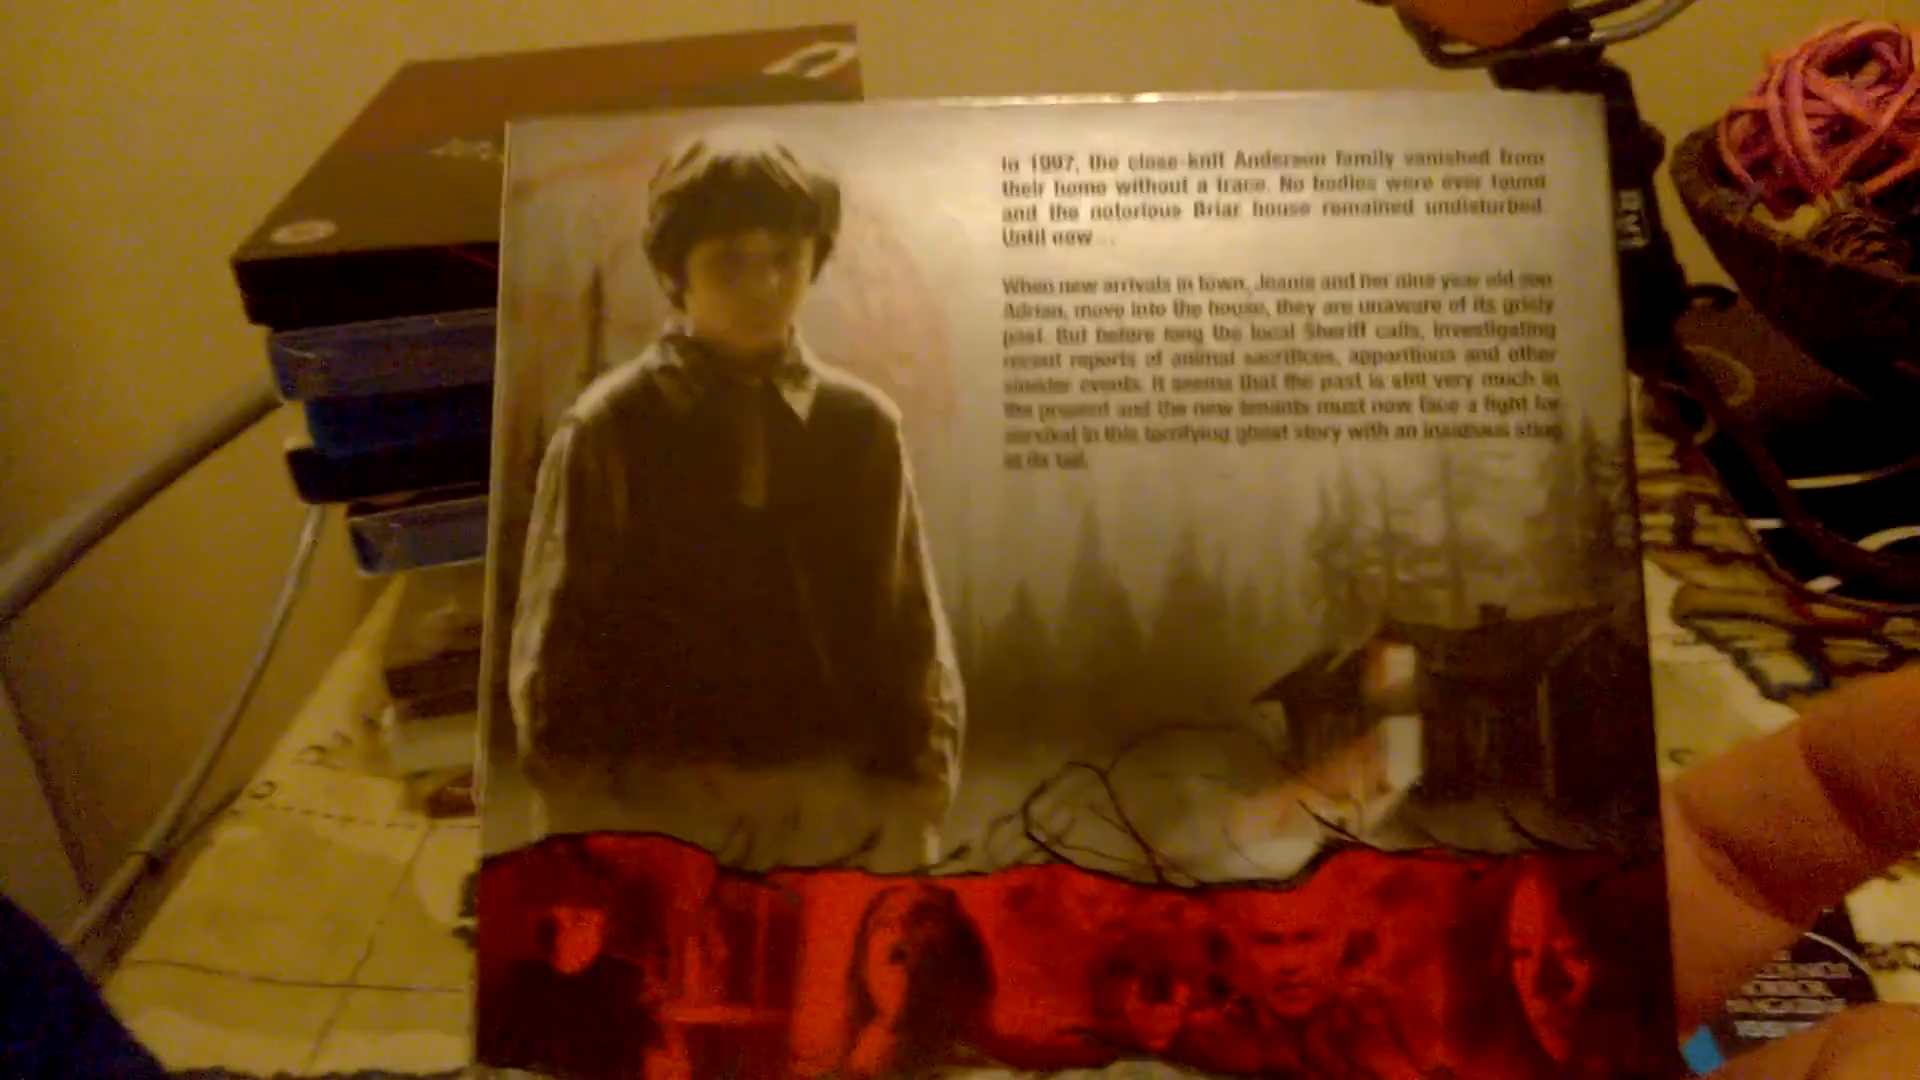 In 1997, the close-knit Anderson family vanished from
their home without a trace. No bodies were ever found
and the notorious Briar house remained undisturbed.
Until now ...
When new arrivals in town, Jeanie and her nine year old son
Adrian, move into the house, they are unaware of its grisly
past. But before long the local Sheriff calls, investigating
recent reports of animal sacrifices, apparitions and other
sinister events. It seems that the past is still very much in
the present and the new tenants must now face a fight for
survival in this terrifying ghost story with an insidious sting
in its tail.